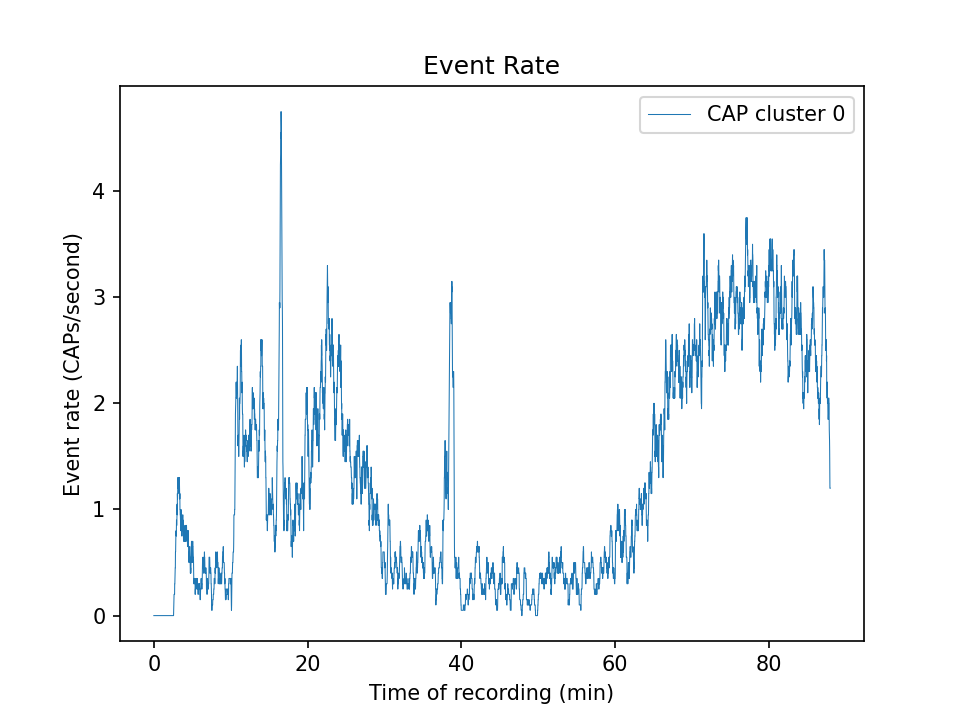 Event Rate
CAP cluster 0
Event rate (CAPs/second)
4
3
2
1
0
0 20 40 60 80
Time of recording (min)